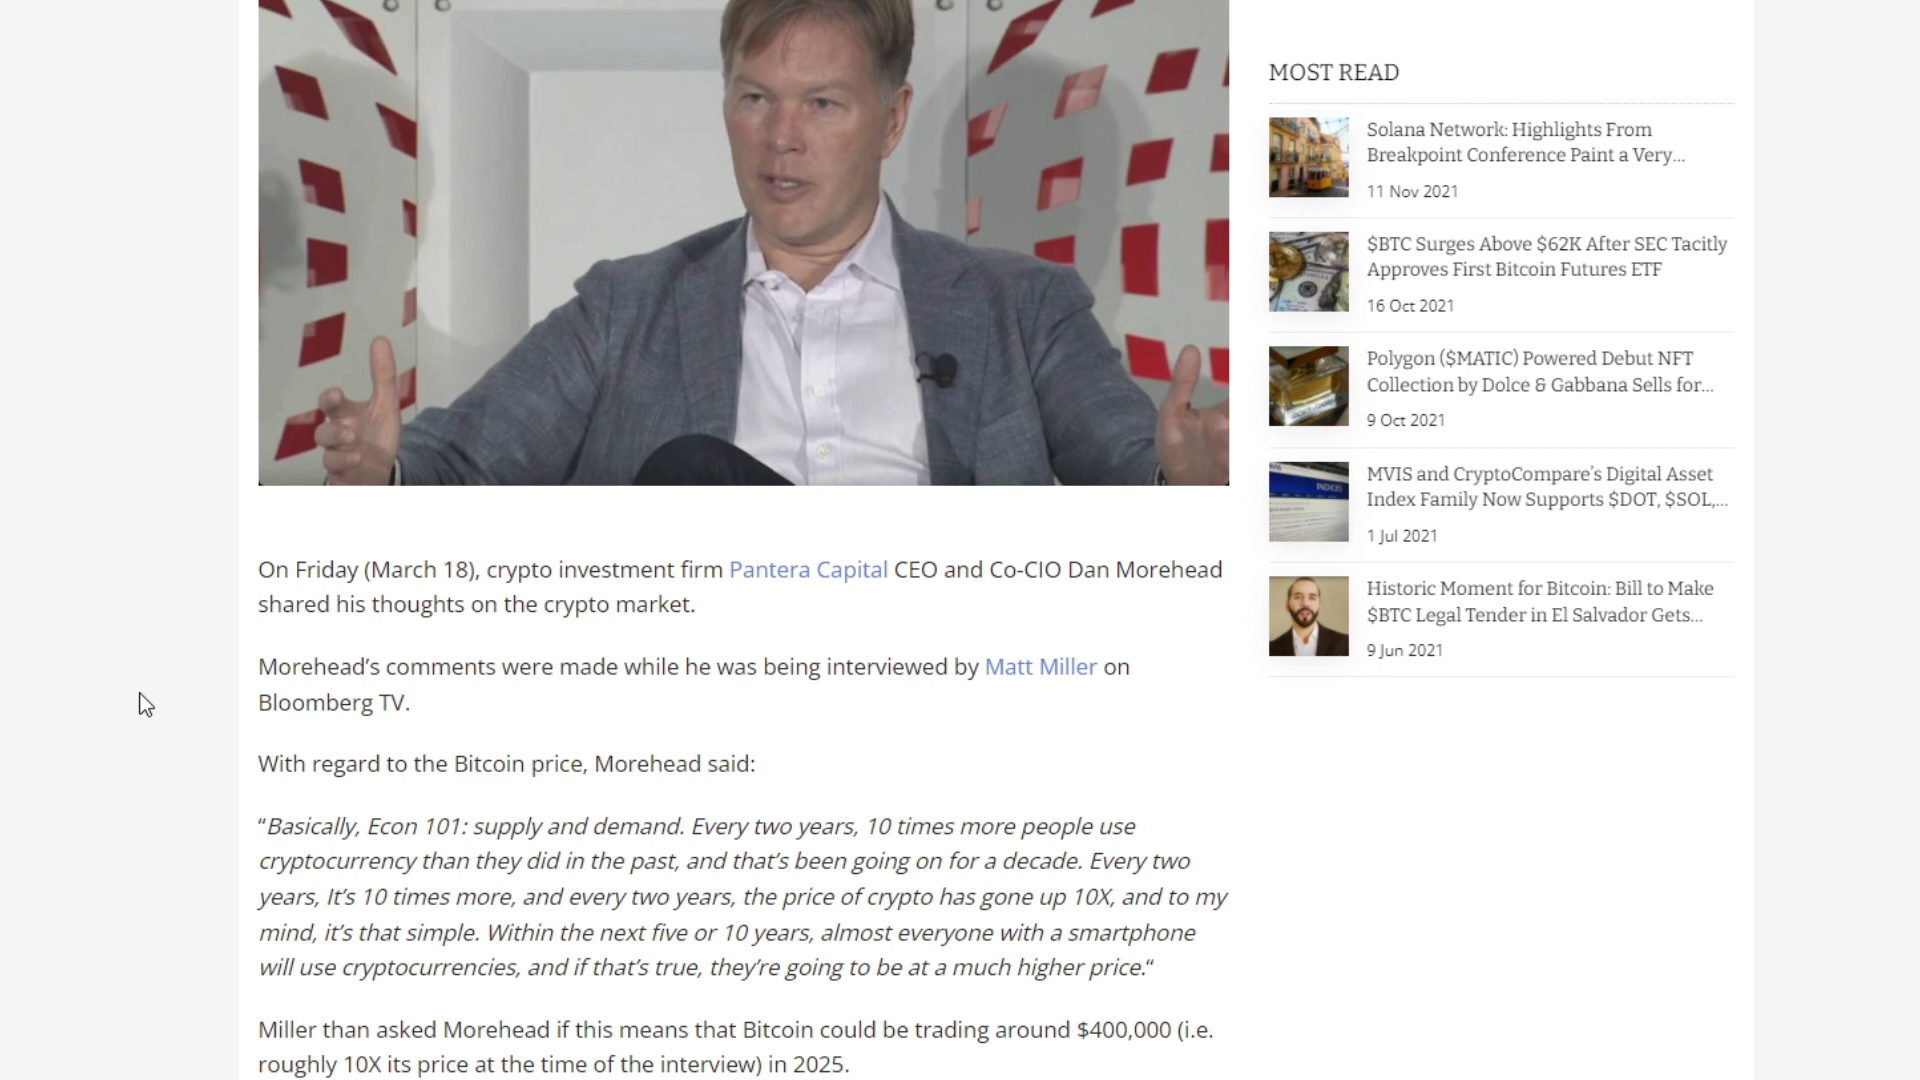 MOST READ
Solana Network: Highlights From
Breakpoint Conference Paint a Very...
11 Nov 2021
$BTC Surges Above $62K After SEC Tacitly
Approves First Bitcoin Futures ETF
16 Oct 2021
Polygon ($MATIC) Powered Debut NFT
Collection by Dolce & Gabbana Sells for...
9 Oct 2021
MVIS and CryptoCompare’s Digital Asset
Index Family Now Supports $DOT, $SOL,...
1 Jul 2021
Historic Moment for Bitcoin: Bill to Make
$BTC Legal Tender in El Salvador Gets...
9 Jun 2021
INDICES
On Friday (March 18), crypto investment firm Pantera Capital CEO and Co-CIO Dan Morehead
shared his thoughts on the crypto market.
Morehead’s comments were made while he was being interviewed by Matt Miller on
Bloomberg TV.
With regard to the Bitcoin price, Morehead said:
“Basically, Econ 101: supply and demand. Every two years, 10 times more people use
cryptocurrency than they did in the past, and that’s been going on for a decade. Every two
years, It’s 10 times more, and every two years, the price of crypto has gone up 10X, and to my
mind, it’s that simple. Within the next five or 10 years, almost everyone with a smartphone
will use cryptocurrencies, and if that’s true, they’re going to be at a much higher price.“
Miller than asked Morehead if this means that Bitcoin could be trading around $400,000 (i.e.
roughly 10X its price at the time of the interview) in 2025.